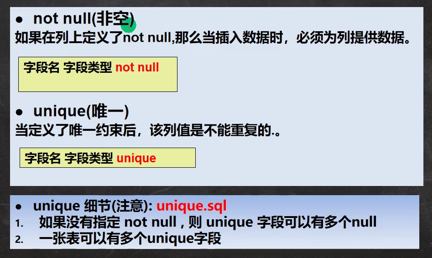 ● not null(非空)
如果在列上定义了not null,那么当插入数据时，必须为列提供数据。
字段名 字段类型 not null
● unique(唯一)
当定义了唯一约束后，该列值是不能重复的.。
字段名 字段类型 unique
● unique 细节(注意): unique.sql
1. 如果没有指定 not null , 则 unique 字段可以有多个null
2. 一张表可以有多个unique字段